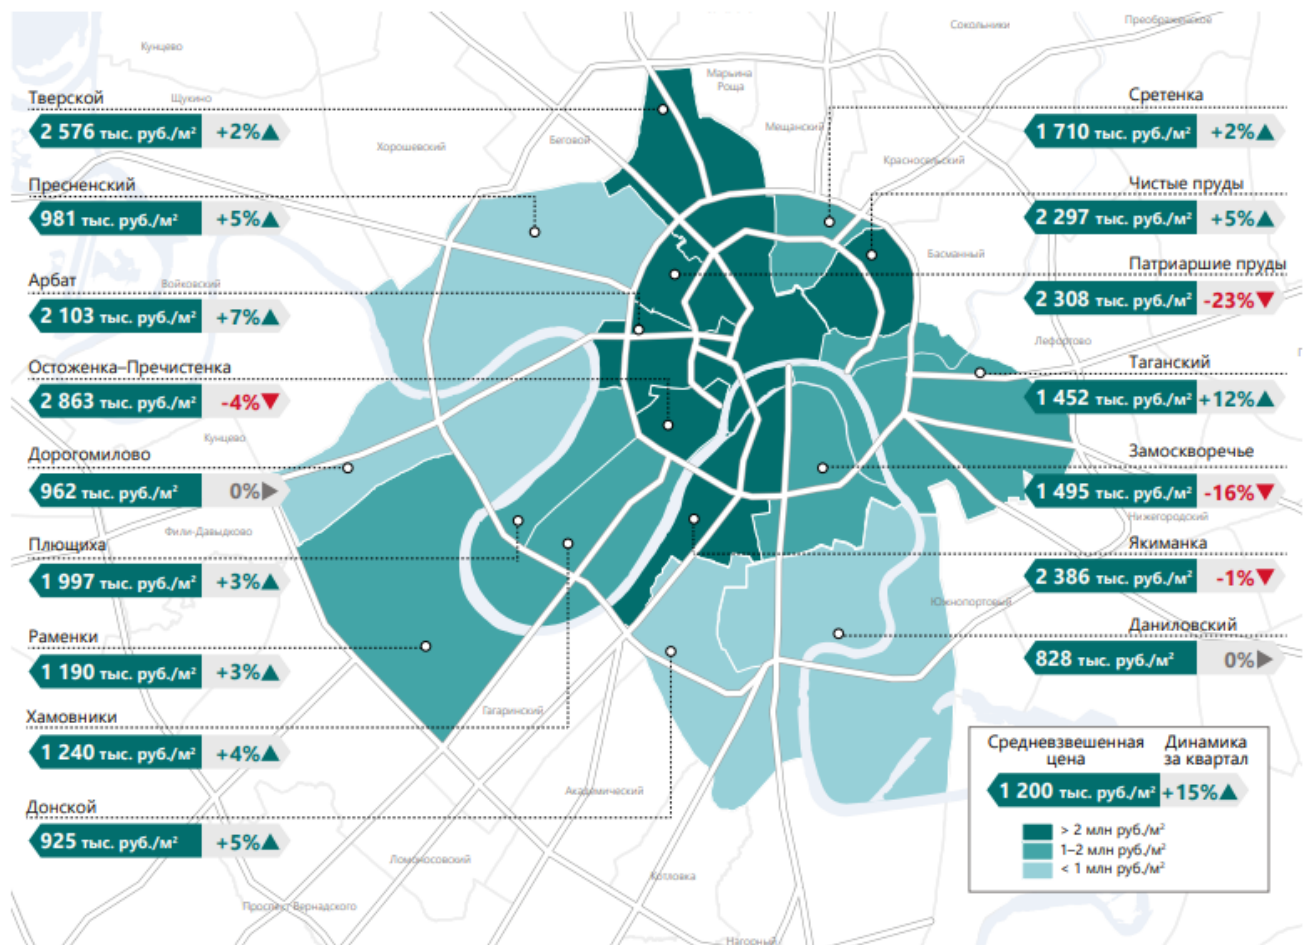 Сокольники
Преображенское
Кунцево
Марьина
Роща
Тверской
Щукино
2 576 тыс. руб./м² +2%
Хорошевский
Беговой
Мещанский
Красносельский
Сретенка
1 710 тыс. руб./м² +2%
Пресненский
981 тыс. руб./м² +5%
Чистые пруды
2 297 тыс. руб./м² +5%
Басманный
Арбат
Войковский
2 103 тыс. руб./м² +7%
Патриаршие пруды
2 308 тыс. руб./м² -23%
Лефортово
Остоженка–Пречистенка
2 863 тыс. руб./м² -4%
Таганский
1 452 тыс. руб./м² +12%
Кунцево
Дорогомилово
962 тыс. руб./м² 0%
Замоскворечье
1 495 тыс. руб./м² -16%
Нижегородский
Фили-Давыдково
Плющиха
1 997 тыс. руб./м² +3%
Якиманка
2 386 тыс. руб./м² -1%
Южнопортовый
Раменки
1 190 тыс. руб./м² +3%
Даниловский
828 тыс. руб./м² 0%
Гагаринский
Хамовники
1 240 тыс. руб./м² +4%
Академический
Донской
925 тыс. руб./м² +5%
Ломоносовский
Котловка
Проспект Вернадского
Нагорный
Средневзвешенная
цена
Динамика
за квартал
1 200 тыс. руб./м² +15%
> 2 млн руб./м²
1–2 млн руб./м²
< 1 млн руб./м²